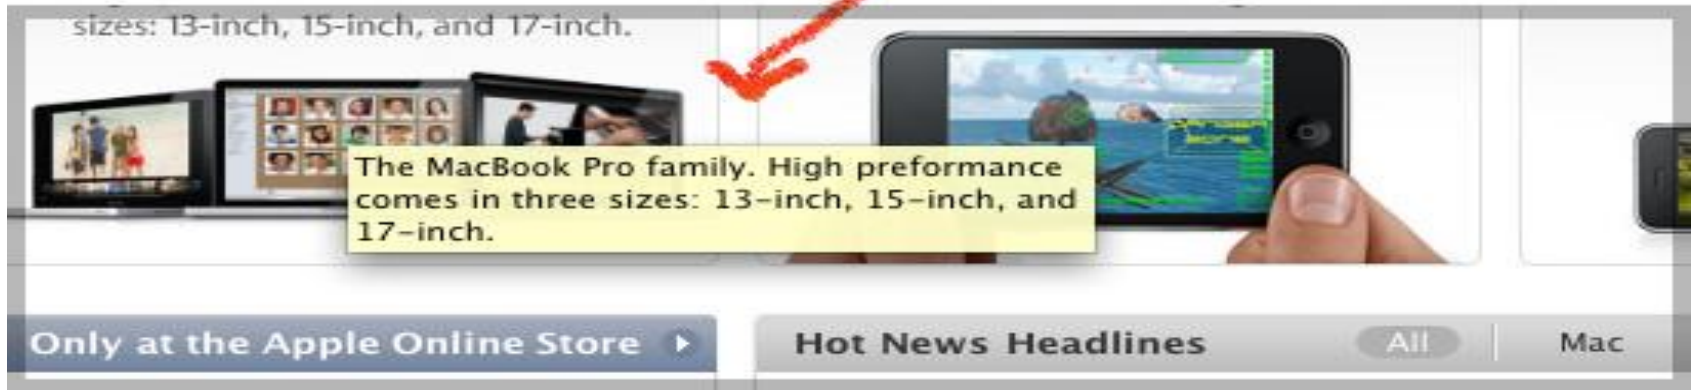 sizes: 13-inch, 15-inch, and 17-inch.
The MacBook Pro family. High preformance
comes in three sizes: 13-inch, 15-inch, and
17-inch.
Only at the Apple Online Store
Hot News Headlines
All
Mac